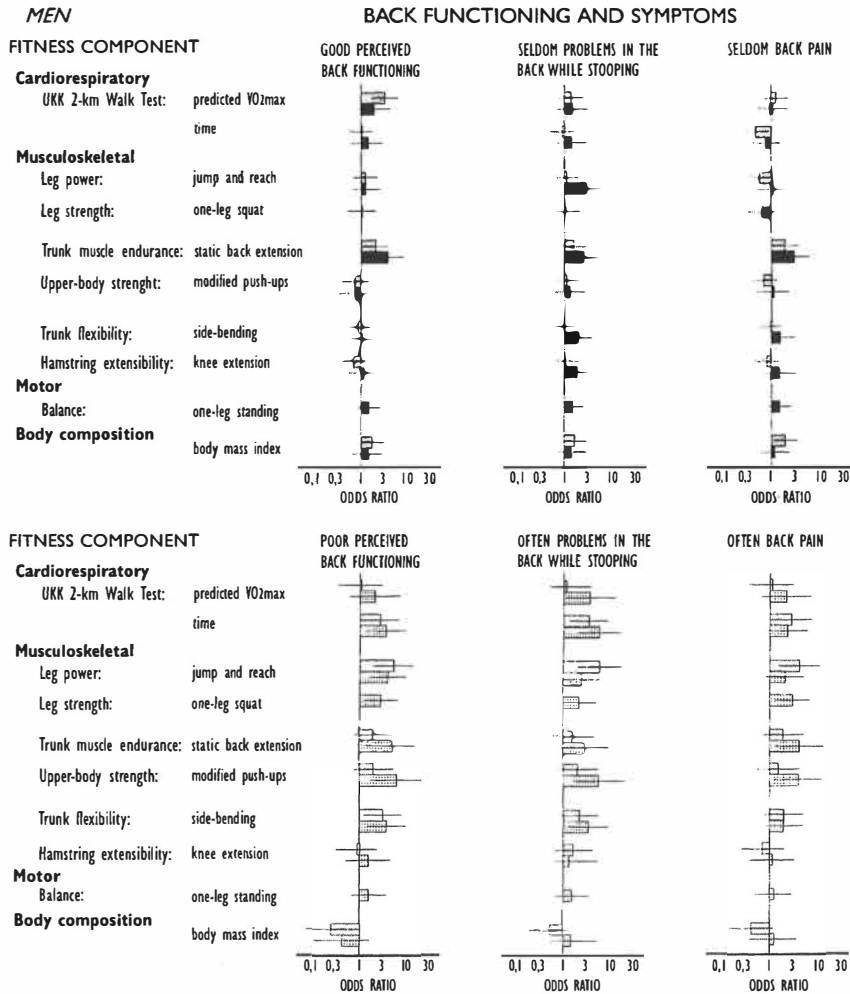 MEN BACK FUNCTIONING AND SYMPTOMS
FITNESS COMPONENT
GOOD PERCEIVED
BACK FUNCTIONING
SELDOM PROBLEMS IN THE
BACK WHILE STOOPING
SELDOM BACK PAIN
Cardiorespiratory
UKK 2-km Walk Test: predicted VO2max
time
Musculoskeletal
Leg power: jump and reach
Leg strength: one-leg squat
Trunk muscle endurance: static back extension
Upper-body strenght: modified push-ups
Trunk flexibility: side-bending
Hamstring extensibility: knee extension
Motor
Balance: one-leg standing
Body composition
body mass index
0,1 0,3 1 3 10 30
ODDS RATIO
0,1 0,3 1 3 10 30
ODDS RATIO
0,1 0,3 1 3 10 30
ODDS RATIO
FITNESS COMPONENT
POOR PERCEIVED
BACK FUNCTIONING
OFTEN PROBLEMS IN THE
BACK WHILE STOOPING
OFTEN BACK PAIN
Cardiorespiratory
UKK 2-km Walk Test: predicted VO2max
time
Musculoskeletal
Leg power: jump and reach
Leg strength: one-leg squat
Trunk muscle endurance: static back extension
Upper-body strength: modified push-ups
Trunk flexibility: side-bending
Hamstring extensibility: knee extension
Motor
Balance: one-leg standing
Body composition
body mass index
0,1 0,3 1 3 10 30
ODDS RATIO
0,1 0,3 1 3 10 30
ODDS RATIO
0,1 0,3 1 3 10 30
ODDS RATIO